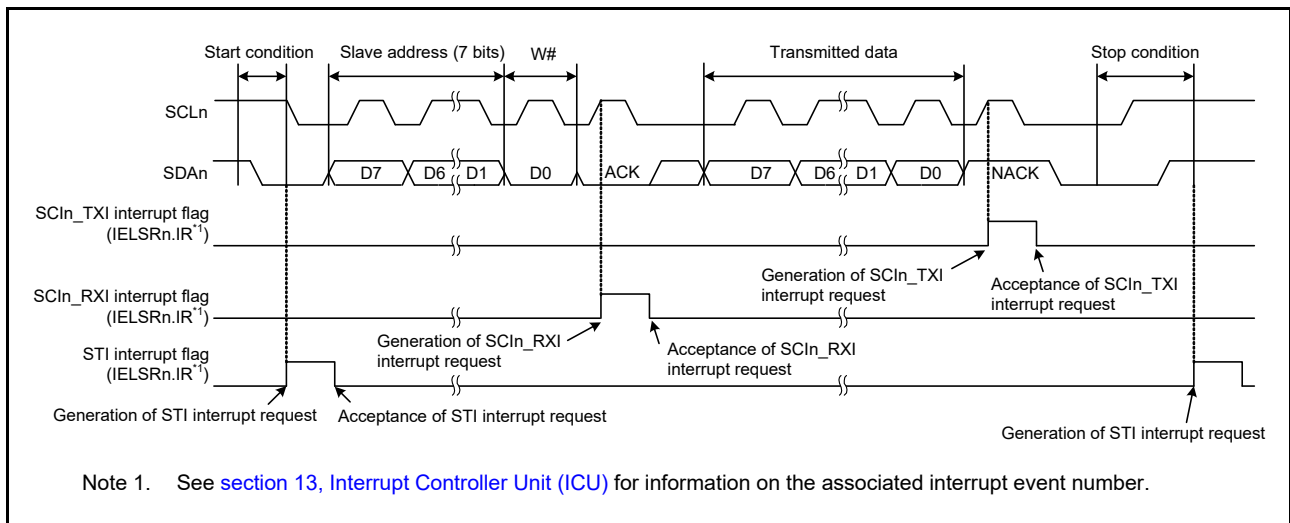 Start condition Slave address (7 bits) W# Transmitted data Stop condition
SCLn
SDAn D7 D6 D1 D0 ACK D7 D6 D1 D0 NACK
SCIn_TXI interrupt flag
(IELSRn.IR*1)
Generation of SCIn_TXI
interrupt request
Acceptance of SCIn_TXI
interrupt request
SCIn_RXI interrupt flag
(IELSRn.IR*1)
Generation of SCIn_RXI
interrupt request
Acceptance of SCIn_RXI
interrupt request
STI interrupt flag
(IELSRn.IR*1)
Generation of STI interrupt request Acceptance of STI interrupt request
Generation of STI interrupt request
Note 1. See section 13, Interrupt Controller Unit (ICU) for information on the associated interrupt event number.